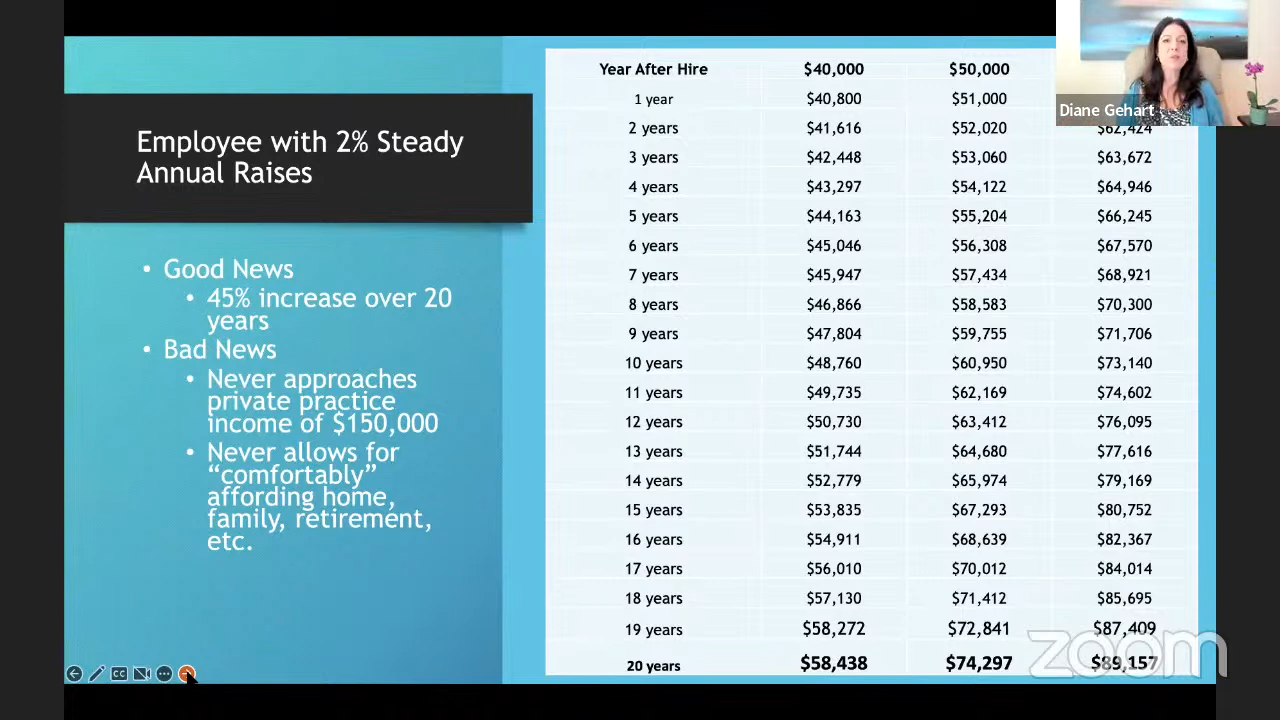 Employee with 2% Steady
Annual Raises
• Good News
• 45% increase over 20
years
• Bad News
• Never approaches
private practice
income of $150,000
• Never allows for
“comfortably”
affording home,
family, retirement,
etc.
Year After Hire $40,000 $50,000
1 year $40,800 $51,000
2 years $41,616 $52,020 $62,424
3 years $42,448 $53,060 $63,672
4 years $43,297 $54,122 $64,946
5 years $44,163 $55,204 $66,245
6 years $45,046 $56,308 $67,570
7 years $45,947 $57,434 $68,921
8 years $46,866 $58,583 $70,300
9 years $47,804 $59,755 $71,706
10 years $48,760 $60,950 $73,140
11 years $49,735 $62,169 $74,602
12 years $50,730 $63,412 $76,095
13 years $51,744 $64,680 $77,616
14 years $52,779 $65,974 $79,169
15 years $53,835 $67,293 $80,752
16 years $54,911 $68,639 $82,367
17 years $56,010 $70,012 $84,014
18 years $57,130 $71,412 $85,695
19 years $58,272 $72,841 $87,409
20 years $58,438 $74,297 $89,157
Diane Gehart
CC
zoom